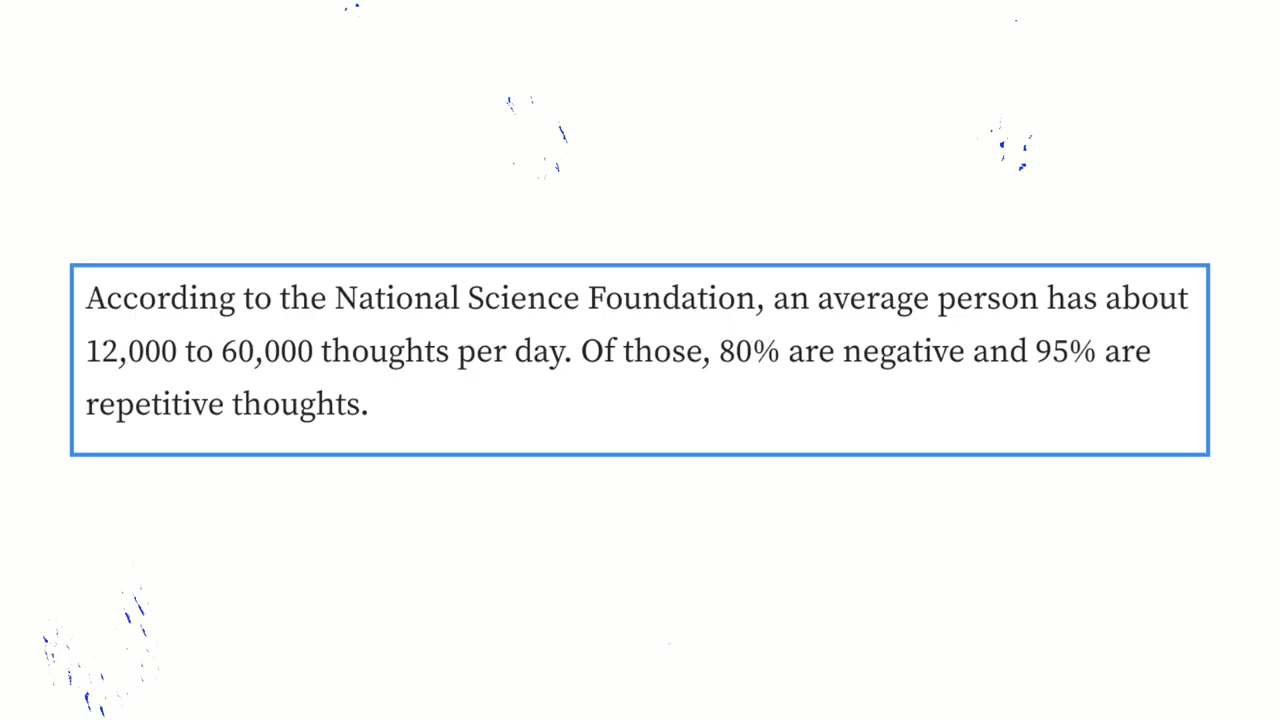 According to the National Science Foundation, an average person has about
12,000 to 60,000 thoughts per day. Of those, 80% are negative and 95% are
repetitive thoughts.